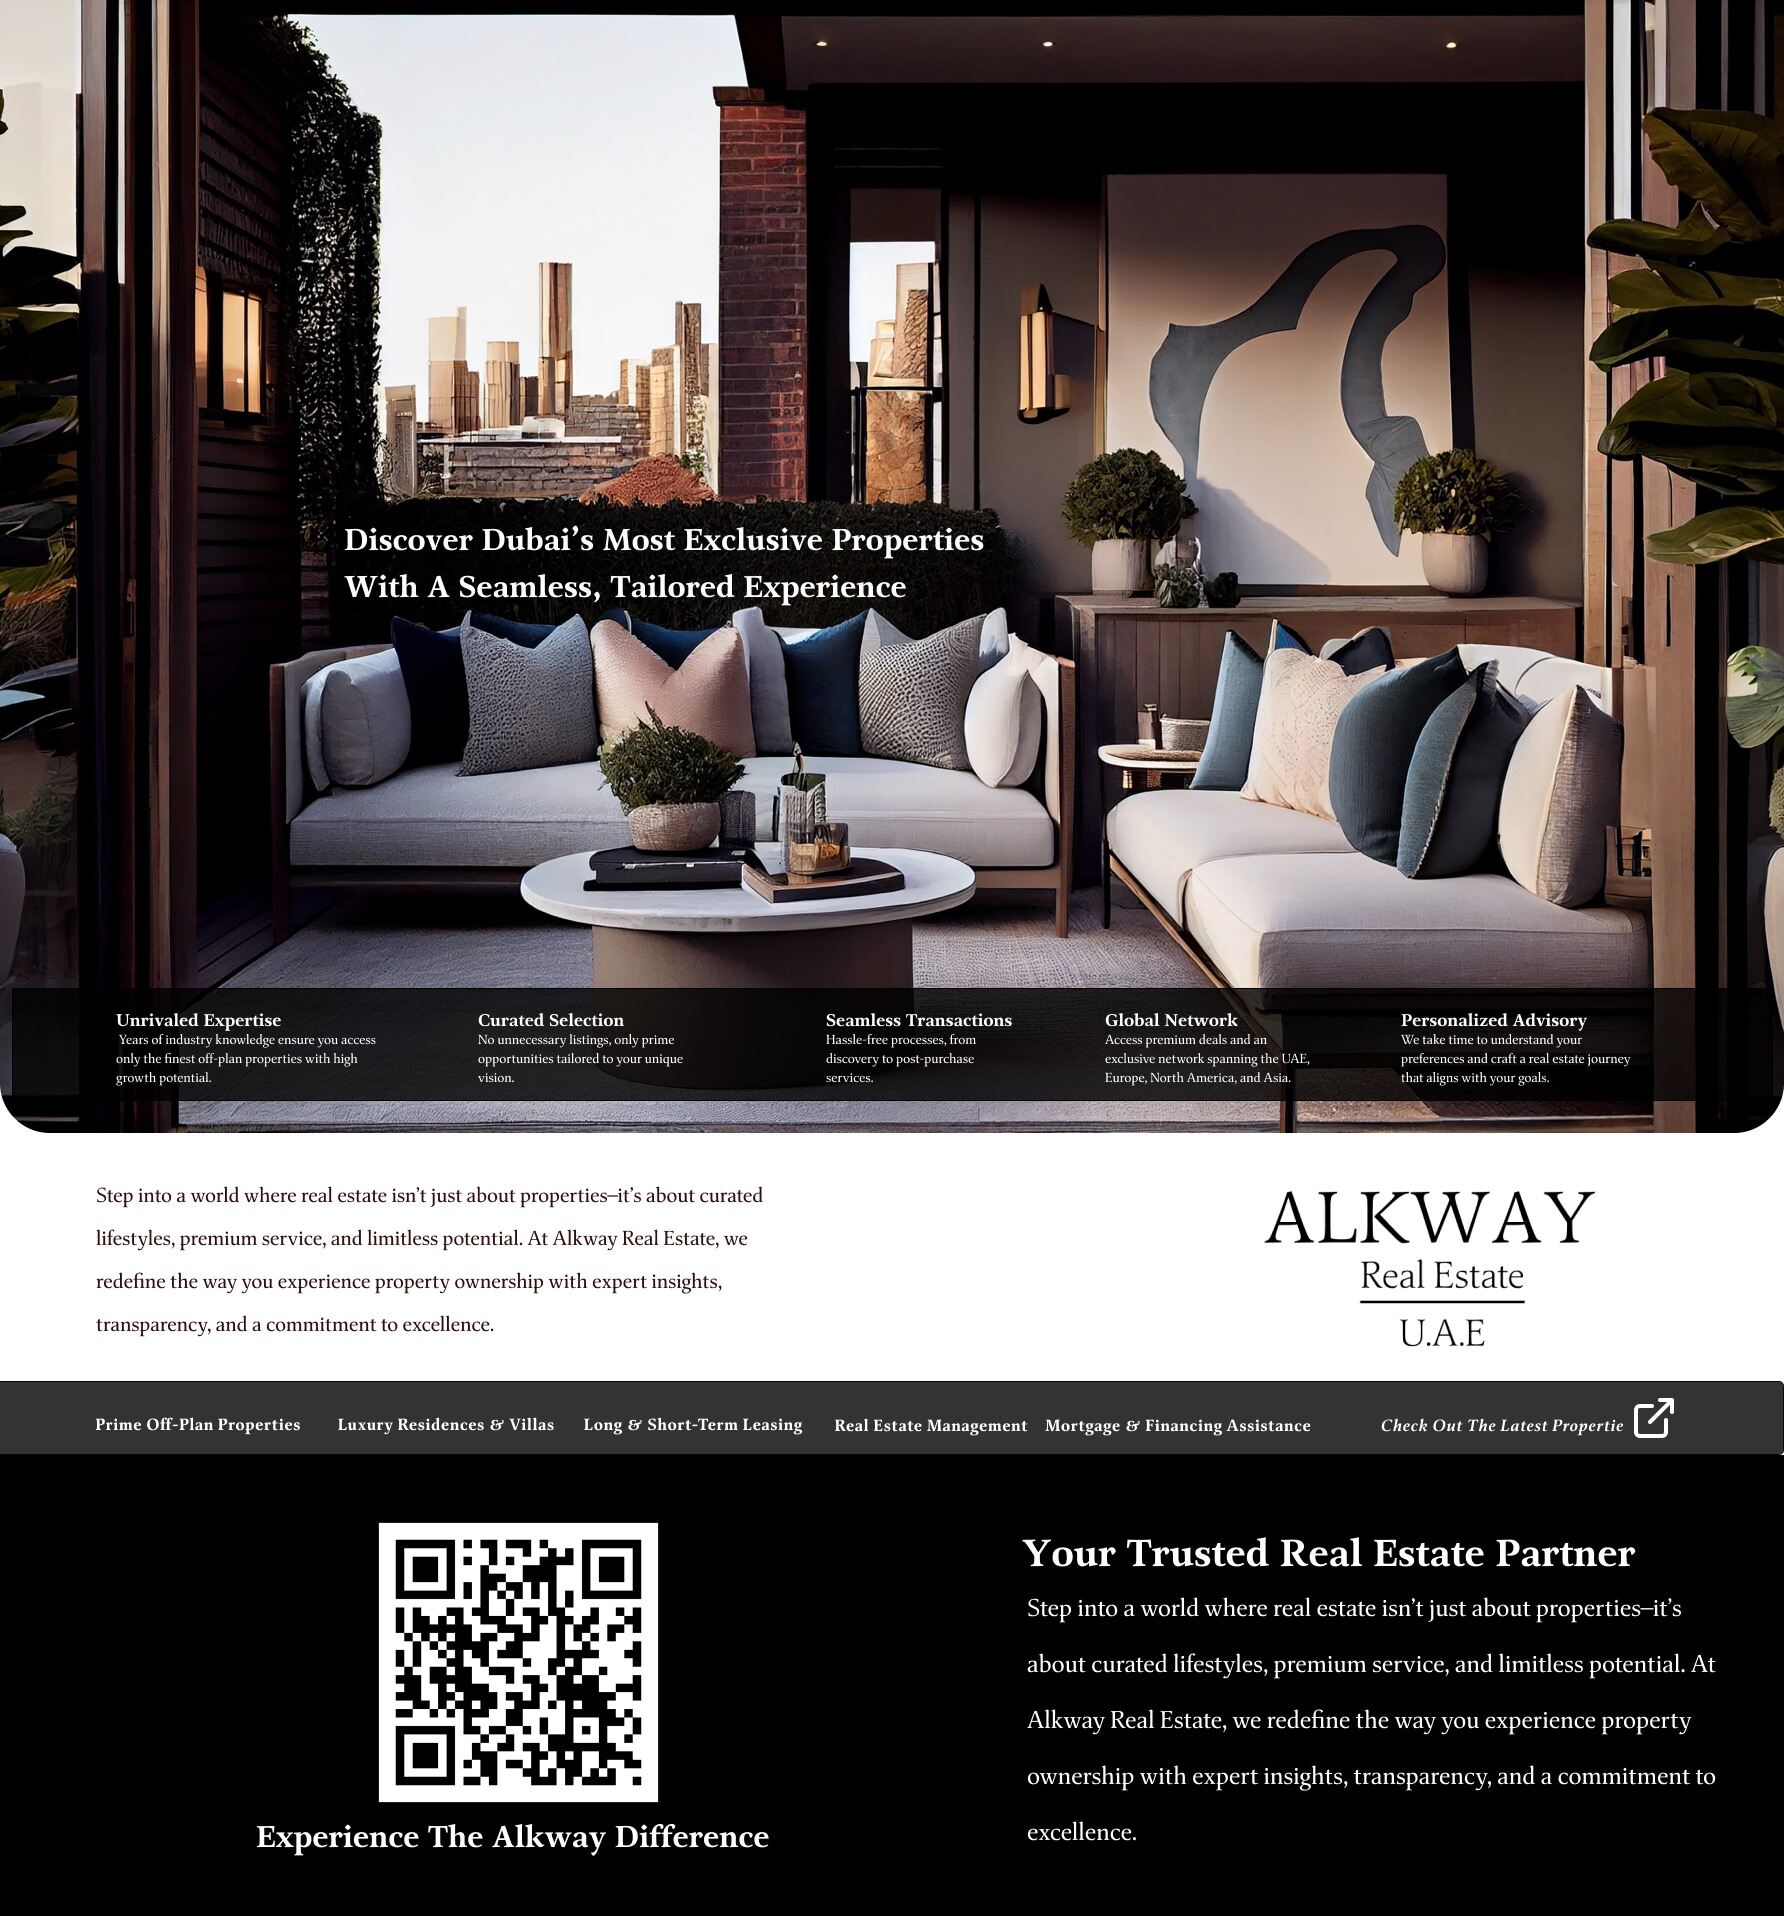 Discover Dubai’s Most Exclusive Properties
With A Seamless, Tailored Experience
Unrivaled Expertise
Years of industry knowledge ensure you access
only the finest off-plan properties with high
growth potential.
Curated Selection
No unnecessary listings, only prime
opportunities tailored to your unique
vision.
Seamless Transactions
Hassle-free processes, from
discovery to post-purchase
services.
Global Network
Access premium deals and an
exclusive network spanning the UAE,
Europe, North America, and Asia.
Personalized Advisory
We take time to understand your
preferences and craft a real estate journey
that aligns with your goals.
Step into a world where real estate isn’t just about properties—it’s about curated
lifestyles, premium service, and limitless potential. At Alkway Real Estate, we
redefine the way you experience property ownership with expert insights,
transparency, and a commitment to excellence.
ALKWAY
Real Estate
U.A.E
Prime Off-Plan Properties
Luxury Residences & Villas
Long & Short-Term Leasing
Real Estate Management
Mortgage & Financing Assistance
Check Out The Latest Propertie
Experience The Alkway Difference
Your Trusted Real Estate Partner
Step into a world where real estate isn’t just about properties—it’s
about curated lifestyles, premium service, and limitless potential. At
Alkway Real Estate, we redefine the way you experience property
ownership with expert insights, transparency, and a commitment to
excellence.